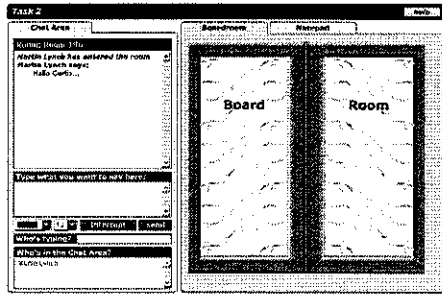 Task 2
Help
Chat Area
Martin Lynch has entered the room
Martin Lynch says:
Hello Curtis...
Type what you want to say here:
Interrupt
Send
Who's typing?
Who's in the Chat Area?
Boardroom
Notepad
Board
Room